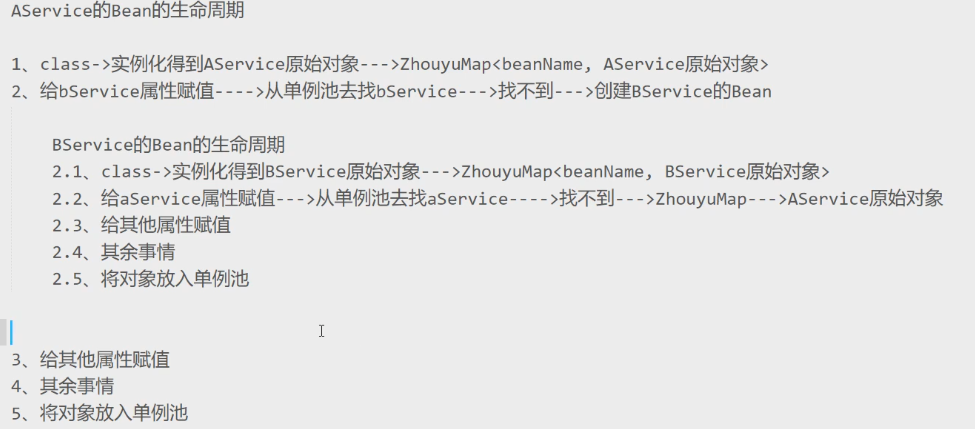 AService的Bean的生命周期
1、class->实例化得到AService原始对象--->ZhouyuMap<beanName, AService原始对象>
2、给bService属性赋值---->从单例池去找bService--->找不到--->创建BService的Bean
BService的Bean的生命周期
2.1、class->实例化得到BService原始对象--->ZhouyuMap<beanName, BService原始对象>
2.2、给aService属性赋值--->从单例池去找aService---->找不到--->ZhouyuMap--->AService原始对象
2.3、给其他属性赋值
2.4、其余事情
2.5、将对象放入单例池
3、给其他属性赋值
4、其余事情
5、将对象放入单例池